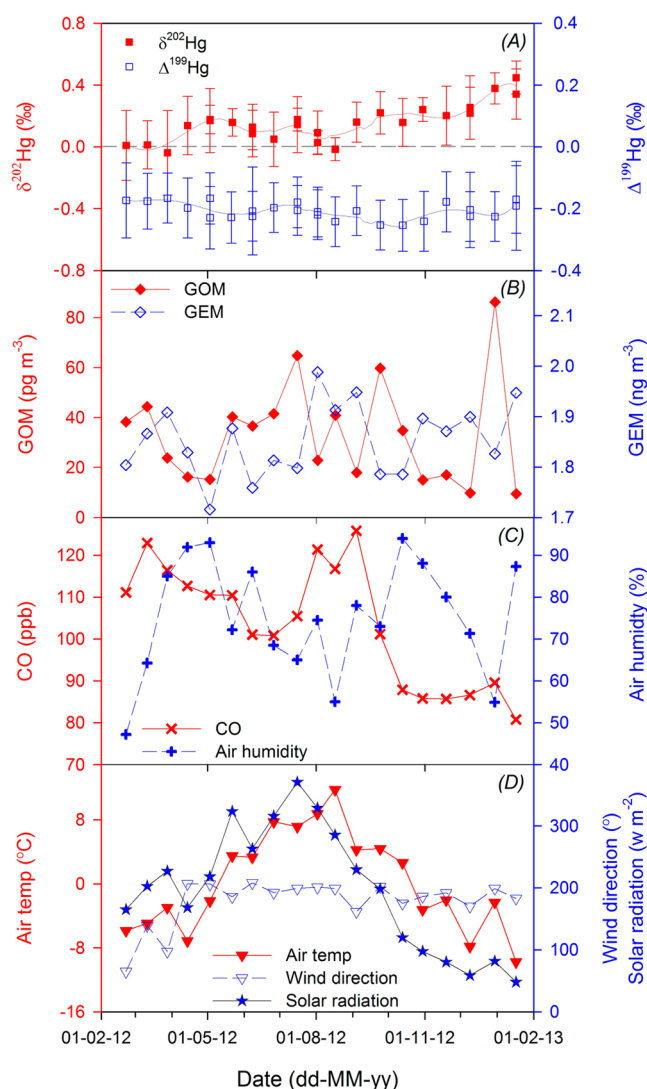 0.8
0.4
0.0
-0.4
-0.8
δ202Hg (‰)
δ202Hg
Δ199Hg
(A)
0.4
0.2
0.0
-0.2
-0.4
Δ199Hg (‰)
80
60
40
20
0
GOM (pg m-3)
GOM
GEM
(B)
2.1
2.0
1.9
1.8
1.7
GEM (ng m-3)
120
110
100
90
80
70
CO (ppb)
CO
Air humidity
(C)
90
80
70
60
50
40
Air humidity (%)
8
0
-8
-16
Air temp (°C)
Air temp
Wind direction
Solar radiation
(D)
300
200
100
0
Wind direction (°)
Solar radiation (w m-2)
01-02-12 01-05-12 01-08-12 01-11-12 01-02-13
Date (dd-MM-yy)